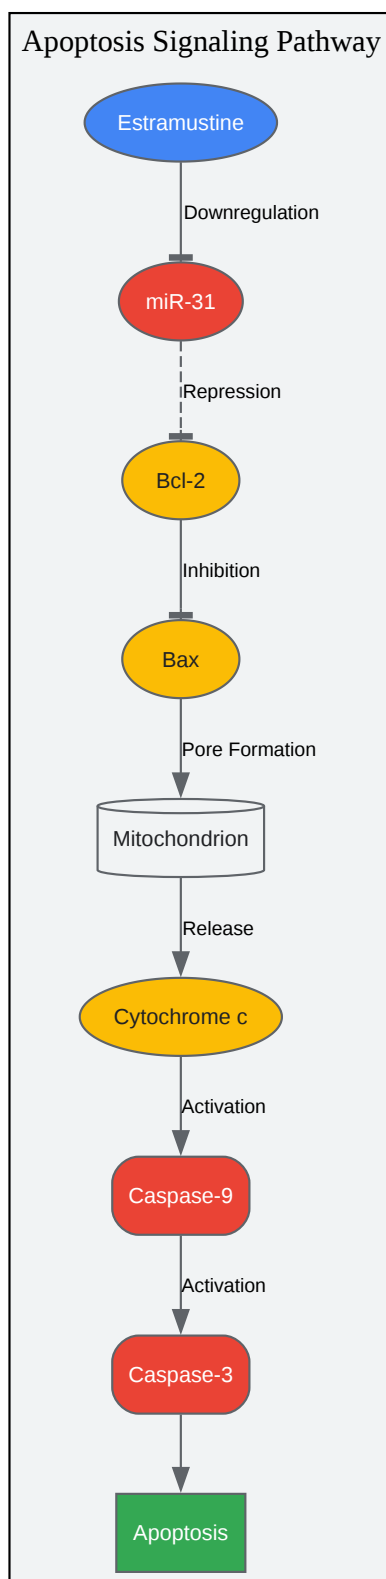 Apoptosis Signaling Pathway
Estramustine
Downregulation
miR-31
Repression
Bcl-2
Inhibition
Bax
Pore Formation
Mitochondrion
Release
Cytochrome c
Activation
Caspase-9
Activation
Caspase-3
Apoptosis